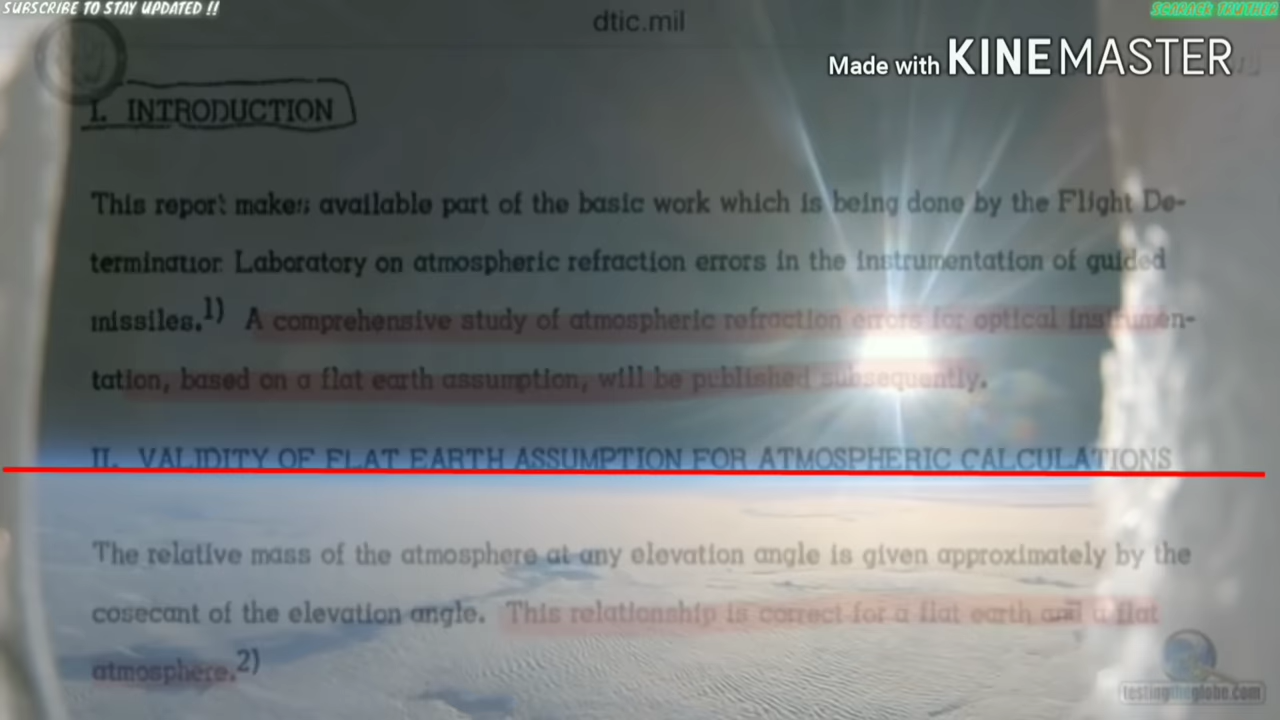 SUBSCRIBE TO STAY UPDATED !!
SCARACE TRUTHER
dtic.mil
Made with KINEMASTER
I. INTRODUCTION
This report makes available part of the basic work which is being done by the Flight De-
termination Laboratory on atmospheric refraction errors in the instrumentation of guided
missiles.1) A comprehensive study of atmospheric refraction errors for optical instrumen-
tation, based on a flat earth assumption, will be published subsequently.
II. VALIDITY OF FLAT EARTH ASSUMPTION FOR ATMOSPHERIC CALCULATIONS
The relative mass of the atmosphere at any elevation angle is given approximately by the
cosecant of the elevation angle. This relationship is correct for a flat earth and a flat
atmosphere.2)
testingtheglobe.com